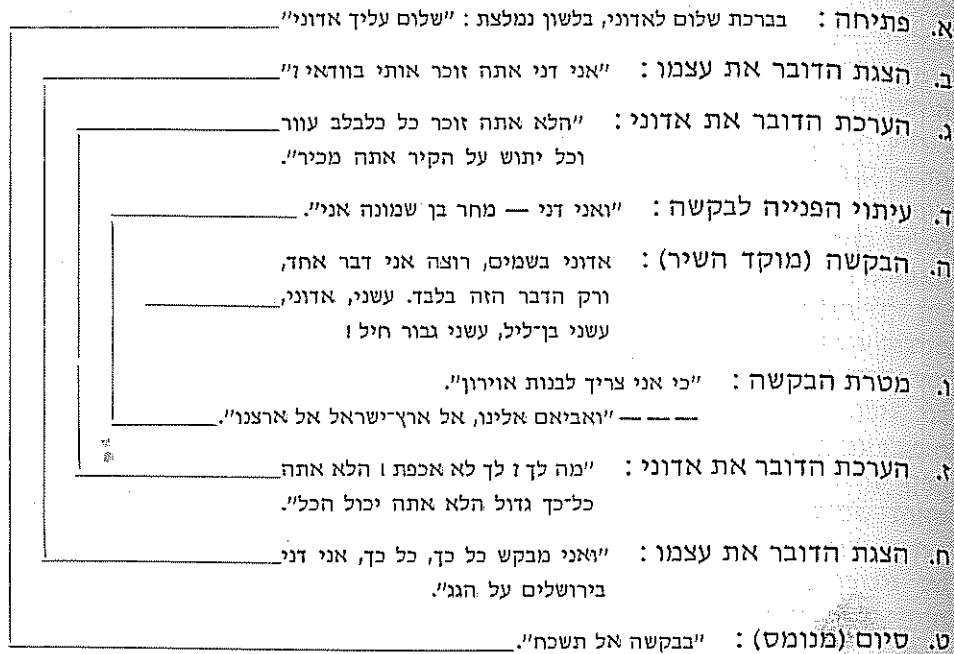 א. פתיחה : בברכת שלום לאדוני, בלשון נמלצת : "שלום עליך אדוני"
ב. הצגת הדובר את עצמו : "אני דני אתה זוכר אותי בוודאי ?"
ג. הערכת הדובר את אדוני : "הלא אתה זוכר כל כלבלב עוור
וכל יתוש על הקיר אתה מכיר".
ד. עיתוי הפנייה לבקשה : "ואני דני — מחר בן שמונה אני".
ה. הבקשה (מוקד השיר) : אדוני בשמים, רוצה אני דבר אחד,
ורק הדבר הזה בלבד. עשני, אדוני,
עשני בן־ליל, עשני גבור חיל !
ו. מטרת הבקשה : "כי אני צריך לבנות אוירון".
— — — "ואביאם אלינו, אל ארץ־ישראל אל ארצנו".
ז. הערכת הדובר את אדוני : "מה לך ? לך לא אכפת ! הלא אתה
כל־כך גדול הלא אתה יכול הכל".
ח. הצגת הדובר את עצמו : "ואני מבקש כל כך, כל כך, אני דני
בירושלים על הגג".
ט. סיום (מנומס) : "בבקשה אל תשכח".